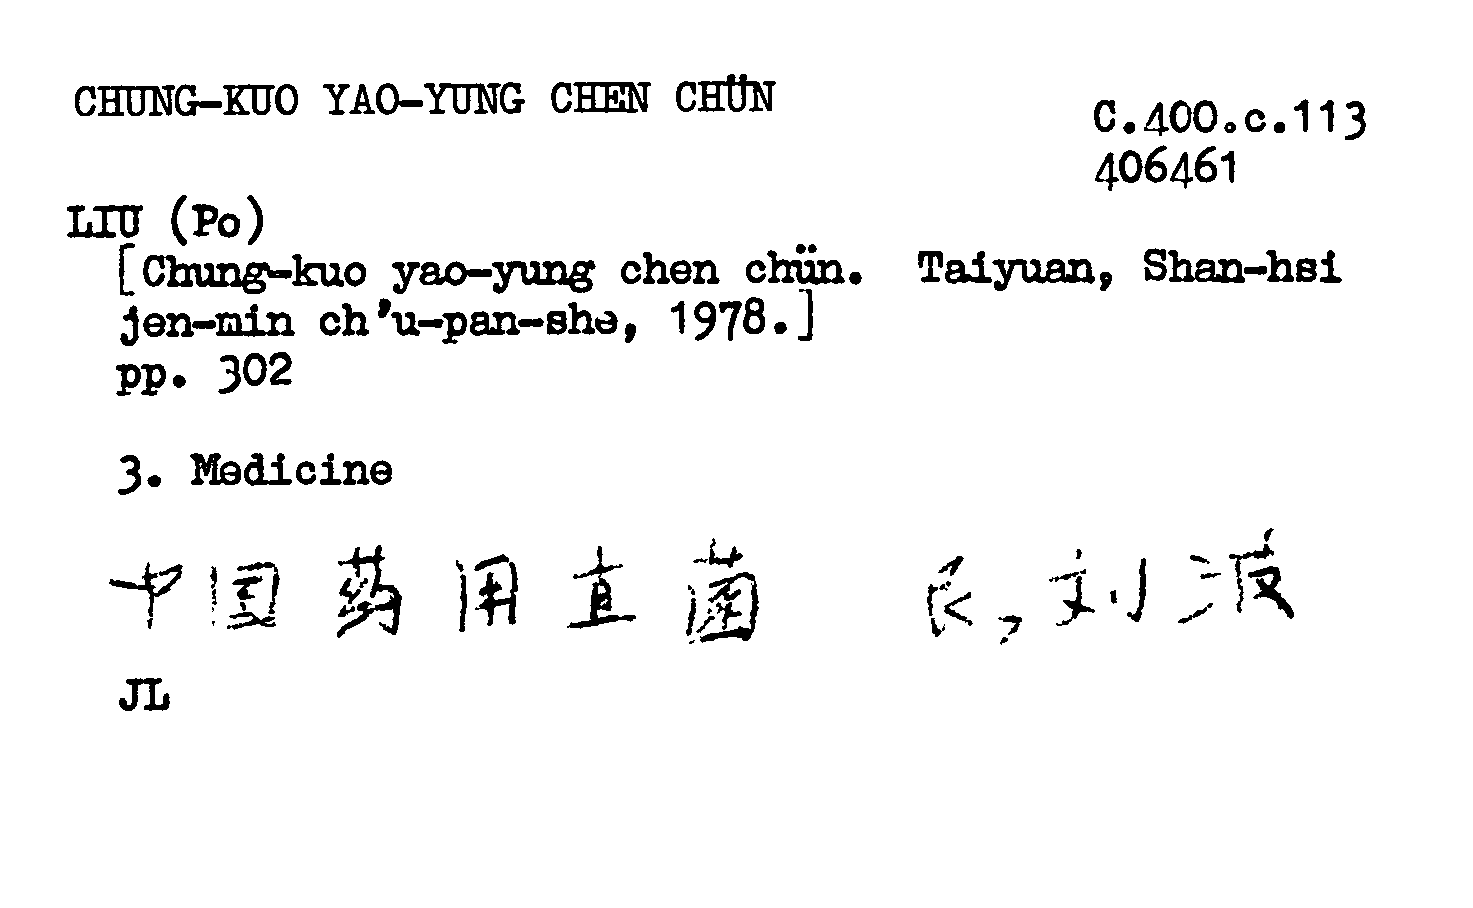 CHUNG-KUO YAO-YUNG CHEN CHÜN
C.400.c.113
406461
LIU (Po)
[Chung-kuo yao-yung chen chün. Taiyuan, Shan-hsi
jen-min ch'u-pan-she, 1978.]
pp. 302
3. Medicine
中国药用真菌 , 刘波
JL